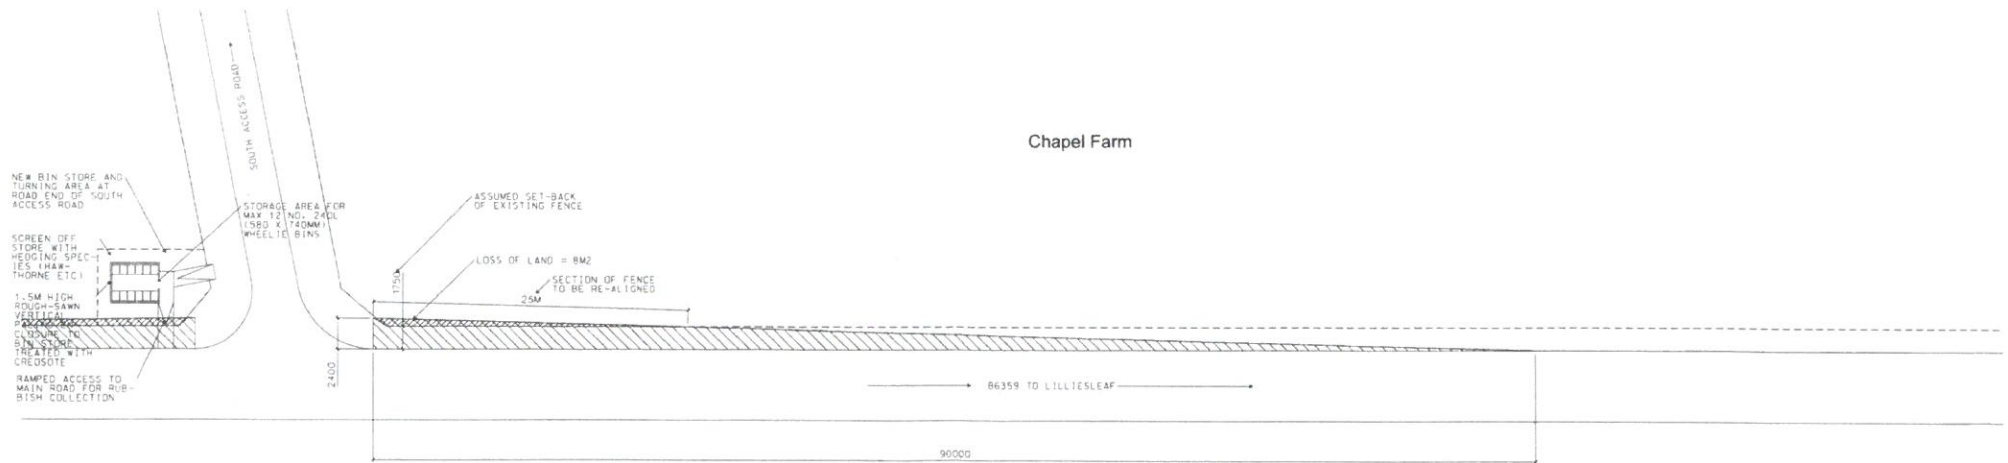 SOUTH ACCESS ROAD
Chapel Farm
NEW BIN STORE AND
TURNING AREA AT
ROAD END OF SOUTH
ACCESS ROAD
STORAGE AREA FOR
MAX 12 NO. 240L
(580 X 740MM)
WHEELIE BINS
ASSUMED SET-BACK
OF EXISTING FENCE
SCREEN OFF
STORE WITH
HEDGING SPEC-
IES (HAW-
THORNE ETC)
LOSS OF LAND = 8M2
SECTION OF FENCE
TO BE RE-ALIGNED
25M
1750
1.5M HIGH
ROUGH-SAWN
VERTICAL
CLOSURE TO
BIN STORE
TREATED WITH
CREOSOTE
2400
RAMPED ACCESS TO
MAIN ROAD FOR RUB-
BISH COLLECTION
B6359 TO LILLIESLEAF
90000